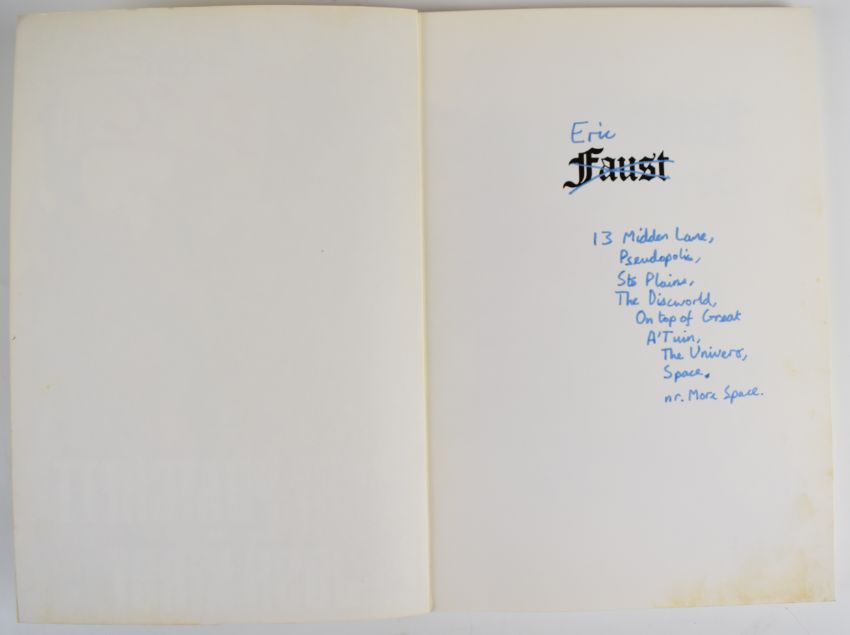 Eric
Faust
13 Midden Lane,
Pseudopolis,
Sto Plains,
The Discworld,
On top of Great
A'Tuin,
The Univers,
Space.
nr. More Space.